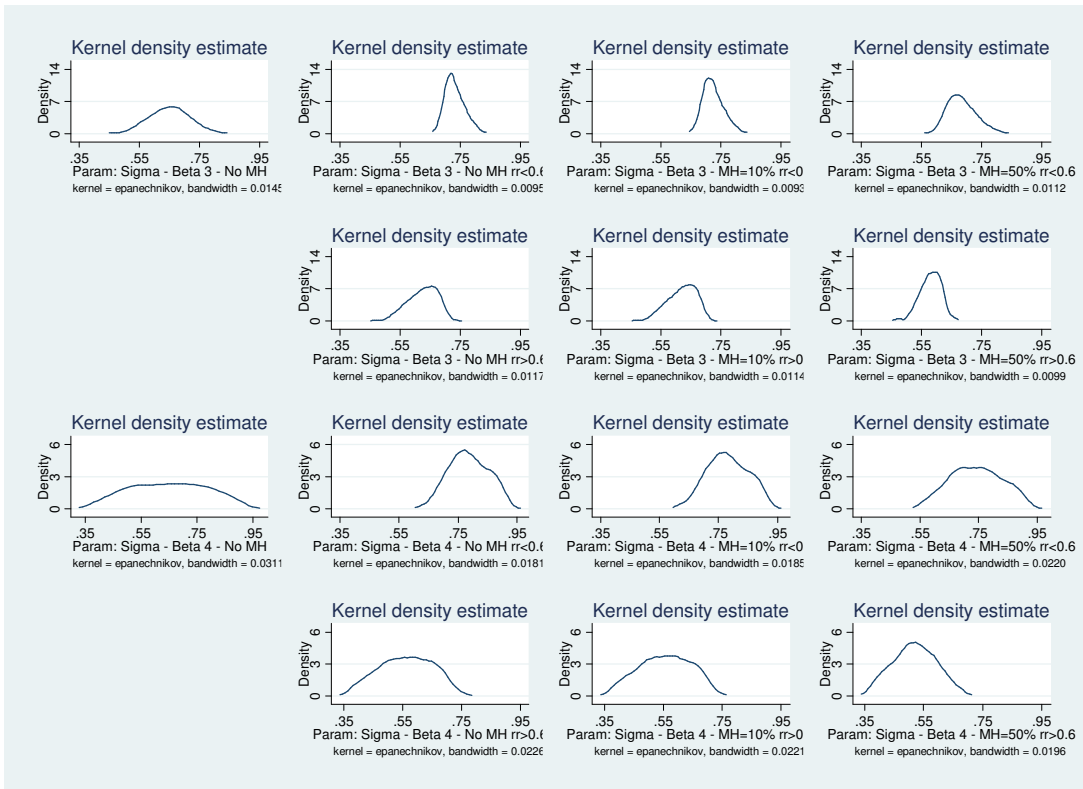 Kernel density estimate
Density
14
7
0
.35 .55 .75 .95
Param: Sigma - Beta 3 - No MH
kernel = epanechnikov, bandwidth = 0.0145
Kernel density estimate
Density
14
7
0
.35 .55 .75 .95
Param: Sigma - Beta 3 - No MH rr<0.6
kernel = epanechnikov, bandwidth = 0.0095
Kernel density estimate
Density
14
7
0
.35 .55 .75 .95
Param: Sigma - Beta 3 - MH=10% rr<0
kernel = epanechnikov, bandwidth = 0.0093
Kernel density estimate
Density
14
7
0
.35 .55 .75 .95
Param: Sigma - Beta 3 - MH=50% rr<0.6
kernel = epanechnikov, bandwidth = 0.0112
Kernel density estimate
Density
14
7
0
.35 .55 .75 .95
Param: Sigma - Beta 3 - No MH rr>0.6
kernel = epanechnikov, bandwidth = 0.0117
Kernel density estimate
Density
14
7
0
.35 .55 .75 .95
Param: Sigma - Beta 3 - MH=10% rr>0
kernel = epanechnikov, bandwidth = 0.0114
Kernel density estimate
Density
14
7
0
.35 .55 .75 .95
Param: Sigma - Beta 3 - MH=50% rr>0.6
kernel = epanechnikov, bandwidth = 0.0099
Kernel density estimate
Density
6
3
0
.35 .55 .75 .95
Param: Sigma - Beta 4 - No MH
kernel = epanechnikov, bandwidth = 0.0311
Kernel density estimate
Density
6
3
0
.35 .55 .75 .95
Param: Sigma - Beta 4 - No MH rr<0.6
kernel = epanechnikov, bandwidth = 0.0181
Kernel density estimate
Density
6
3
0
.35 .55 .75 .95
Param: Sigma - Beta 4 - MH=10% rr<0
kernel = epanechnikov, bandwidth = 0.0185
Kernel density estimate
Density
6
3
0
.35 .55 .75 .95
Param: Sigma - Beta 4 - MH=50% rr<0.6
kernel = epanechnikov, bandwidth = 0.0220
Kernel density estimate
Density
6
3
0
.35 .55 .75 .95
Param: Sigma - Beta 4 - No MH rr>0.6
kernel = epanechnikov, bandwidth = 0.0226
Kernel density estimate
Density
6
3
0
.35 .55 .75 .95
Param: Sigma - Beta 4 - MH=10% rr>0
kernel = epanechnikov, bandwidth = 0.0221
Kernel density estimate
Density
6
3
0
.35 .55 .75 .95
Param: Sigma - Beta 4 - MH=50% rr>0.6
kernel = epanechnikov, bandwidth = 0.0196